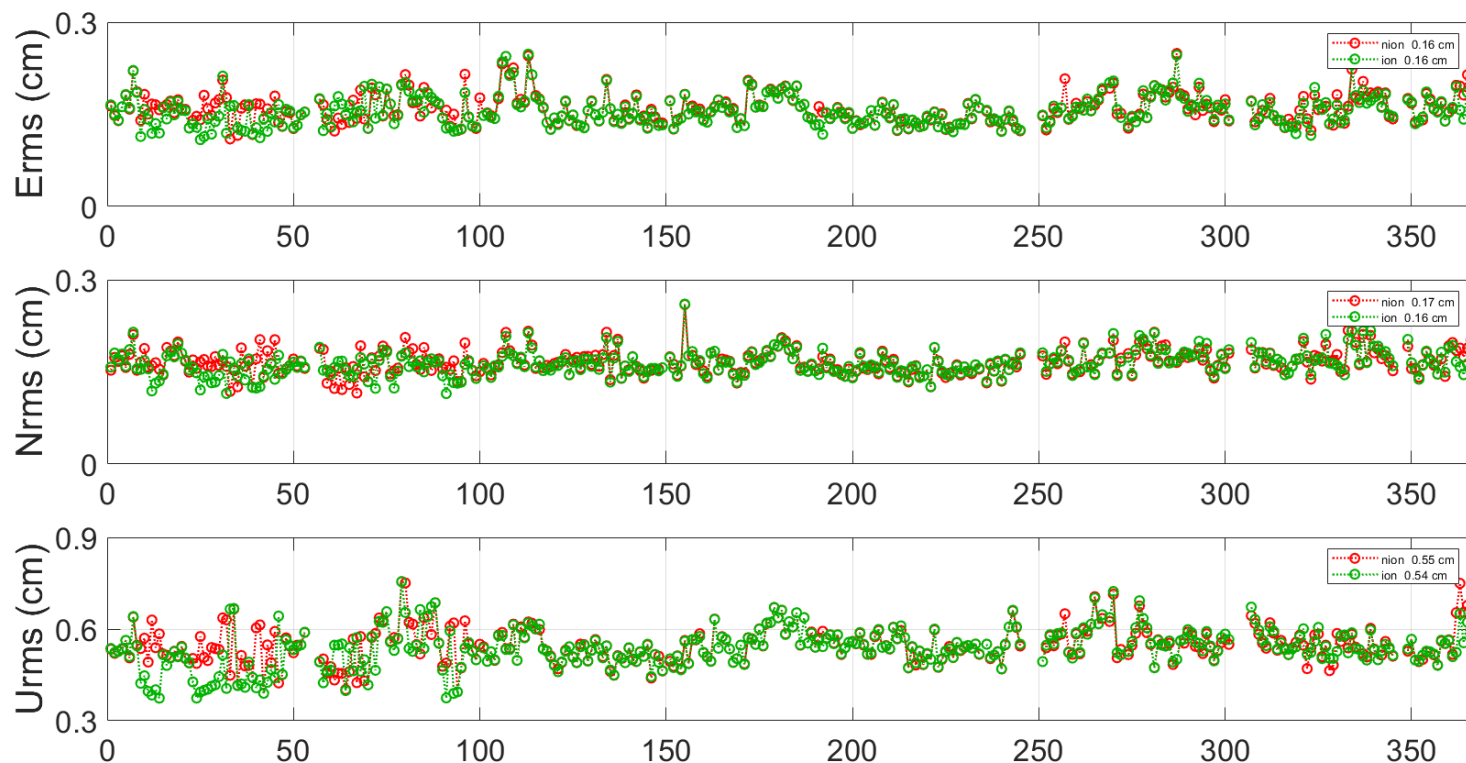 0.3
Erms (cm)
nion 0.16 cm
ion 0.16 cm
0
0 50 100 150 200 250 300 350
0.3
Nrms (cm)
nion 0.17 cm
ion 0.16 cm
0
0 50 100 150 200 250 300 350
0.9
Urms (cm)
nion 0.55 cm
ion 0.54 cm
0.6
0.3
0 50 100 150 200 250 300 350